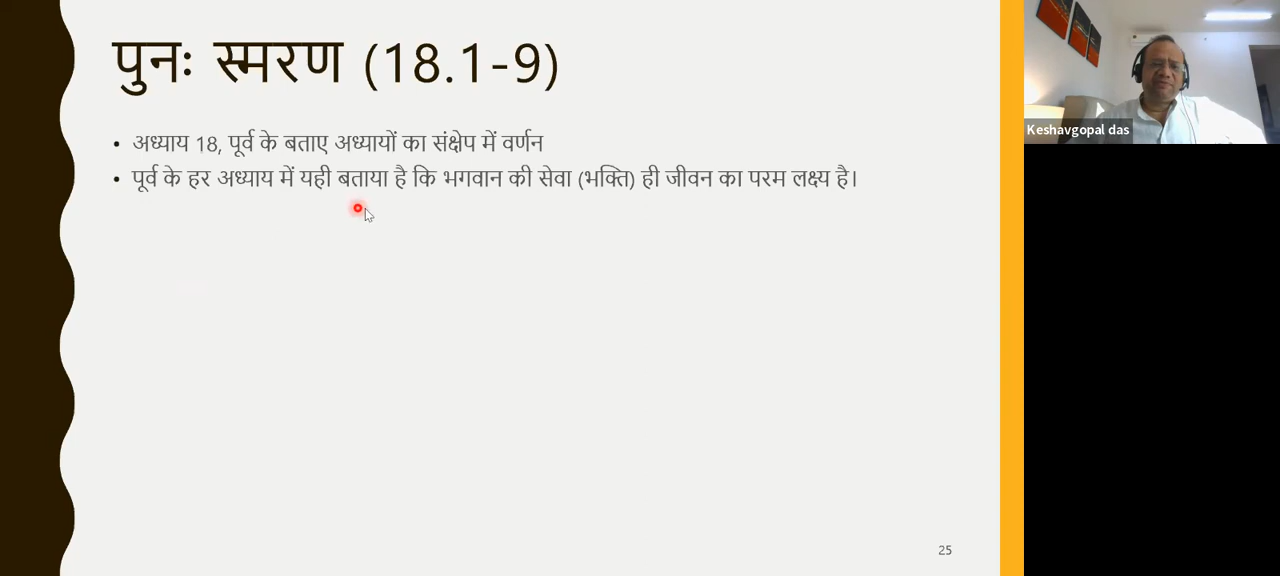 पुनः स्मरण (18.1-9)
• अध्याय 18, पूर्व के बताए अध्यायों का संक्षेप में वर्णन
• पूर्व के हर अध्याय में यही बताया है कि भगवान की सेवा (भक्ति) ही जीवन का परम लक्ष्य है।
25
Keshavgopal das